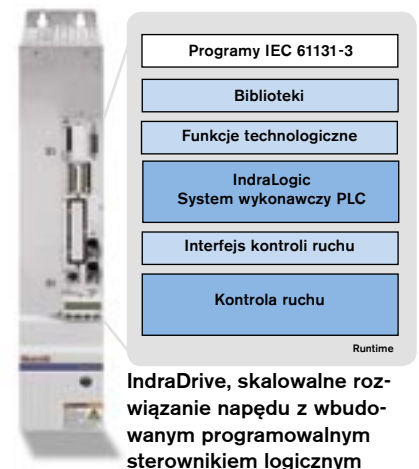 Programy IEC 61131-3
Biblioteki
Funkcje technologiczne
IndraLogic
System wykonawczy PLC
Interfejs kontroli ruchu
Kontrola ruchu
Runtime
IndraDrive, skalowalne roz-
wiązanie napędu z wbudo-
wanym programowalnym
sterownikiem logicznym